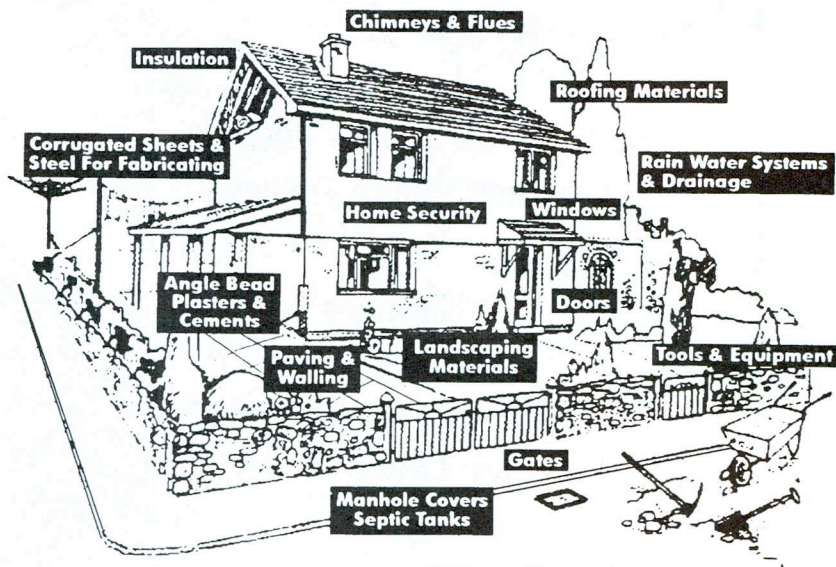 Chimneys & Flues
Insulation
Roofing Materials
Corrugated Sheets &
Steel For Fabricating
Rain Water Systems
& Drainage
Home Security
Windows
Angle Bead
Plasters &
Cements
Doors
Paving &
Walling
Landscaping
Materials
Tools & Equipment
Gates
Manhole Covers
Septic Tanks